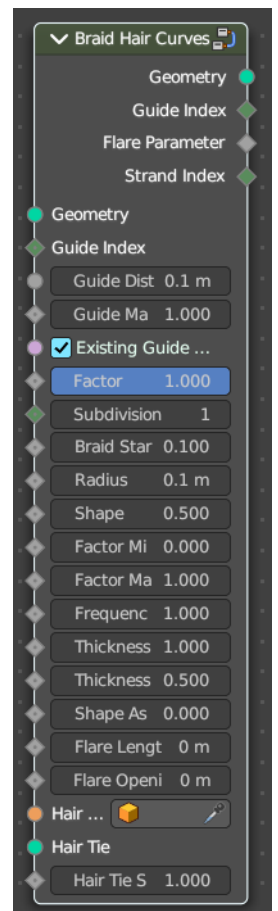 Braid Hair Curves
Geometry
Guide Index
Flare Parameter
Strand Index
Geometry
Guide Index
Guide Dist 0.1 m
Guide Ma 1.000
Existing Guide ...
Factor 1.000
Subdivision 1
Braid Star 0.100
Radius 0.1 m
Shape 0.500
Factor Mi 0.000
Factor Ma 1.000
Frequenc 1.000
Thickness 1.000
Thickness 0.500
Shape As 0.000
Flare Lengt 0 m
Flare Openi 0 m
Hair ...
Hair Tie
Hair Tie S 1.000